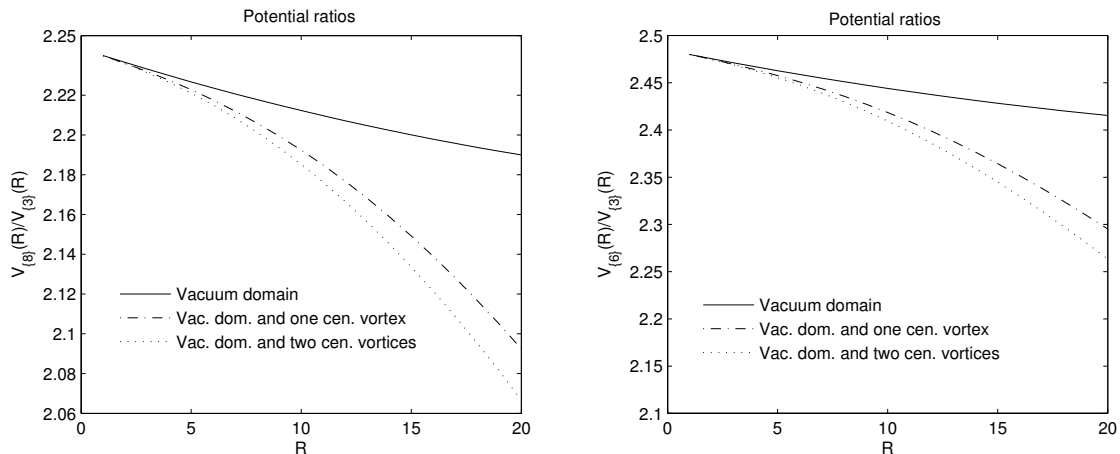 Potential ratios
2.25
2.22
2.2
2.18
2.16
2.14
2.12
2.1
2.08
2.06
0
5
10
15
20
R
V{8}(R)/V{3}(R)
Vacuum domain
Vac. dom. and one cen. vortex
Vac. dom. and two cen. vortices
Potential ratios
2.5
2.45
2.4
2.35
2.3
2.25
2.2
2.15
2.1
0
5
10
15
20
R
V{6}(R)/V{3}(R)
Vacuum domain
Vac. dom. and one cen. vortex
Vac. dom. and two cen. vortices